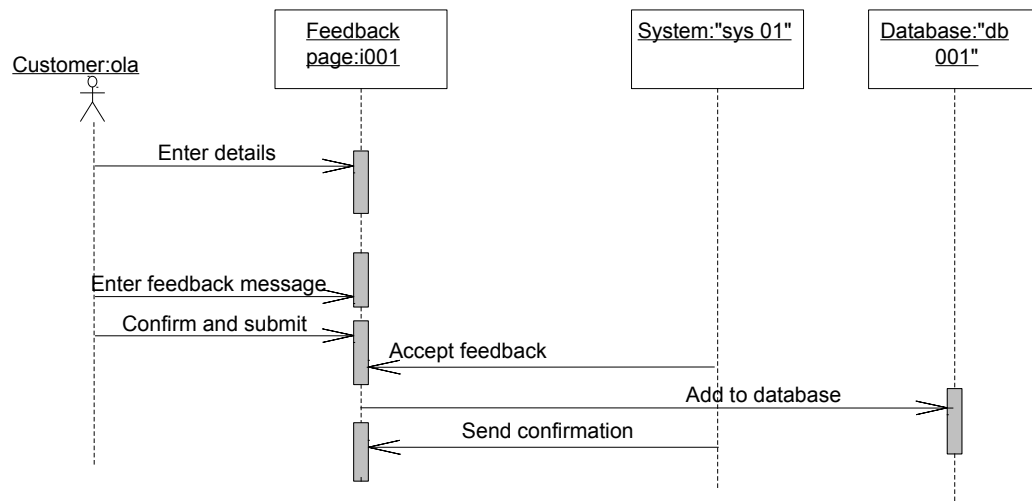 Customer:ola
Feedback
page:i001
System:"sys 01"
Database:"db
001"
Enter details
Enter feedback message
Confirm and submit
Accept feedback
Add to database
Send confirmation